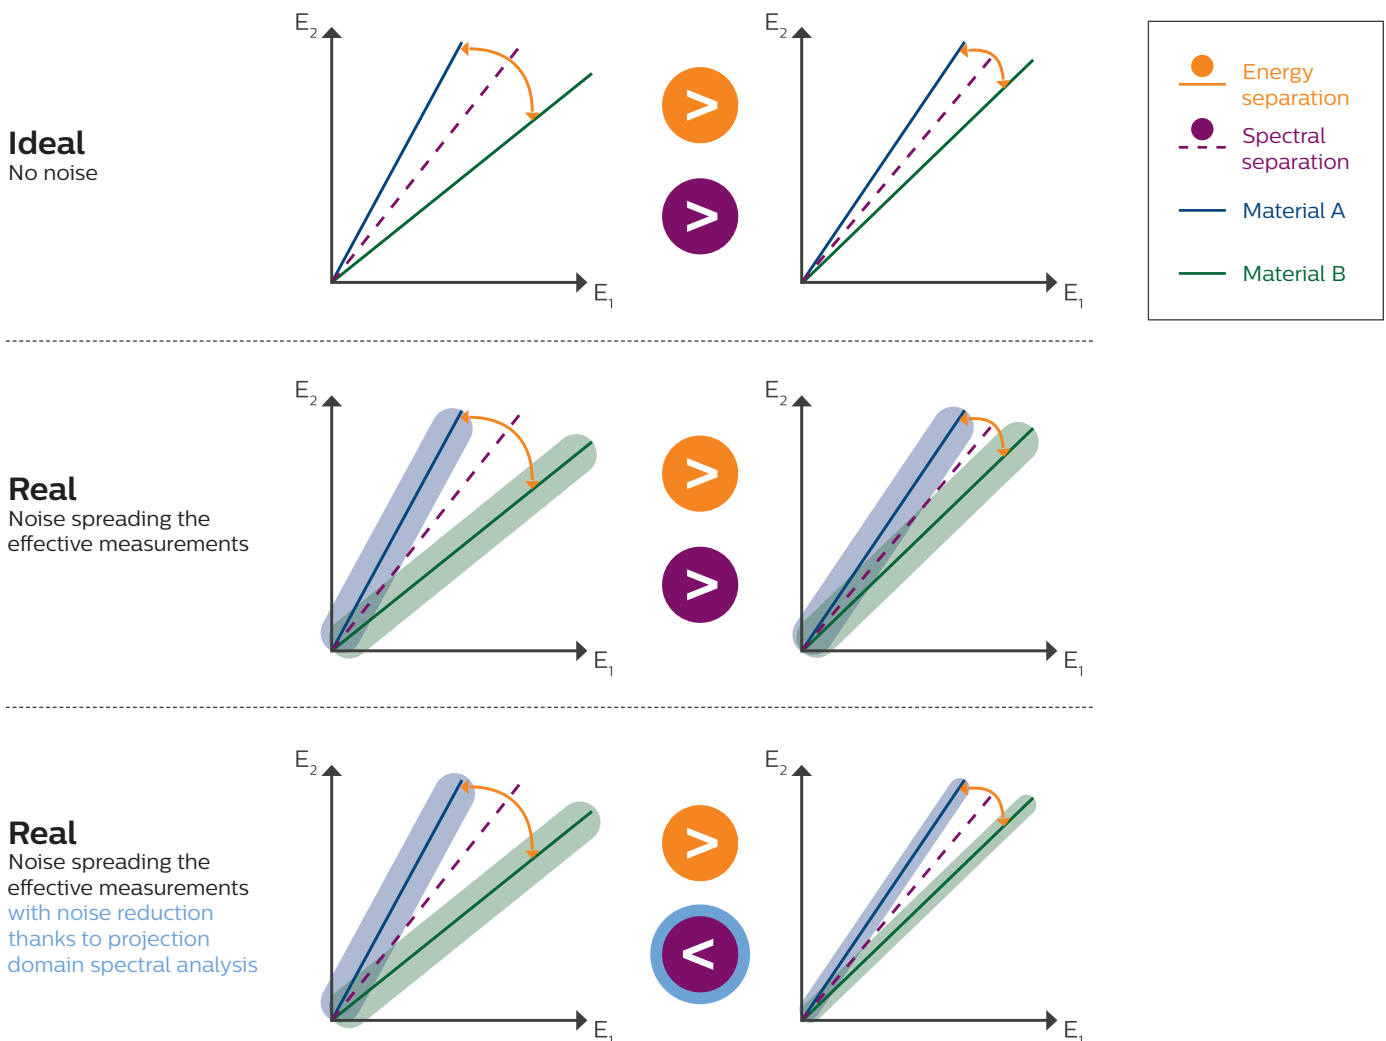 E2
E2
>
Energy
separation
Spectral
separation
Ideal
No noise
>
Material A
Material B
E1
E1
E2
E2
>
Real
Noise spreading the
effective measurements
>
E1
E1
E2
E2
>
Real
Noise spreading the
effective measurements
with noise reduction
thanks to projection
domain spectral analysis
<
E1
E1